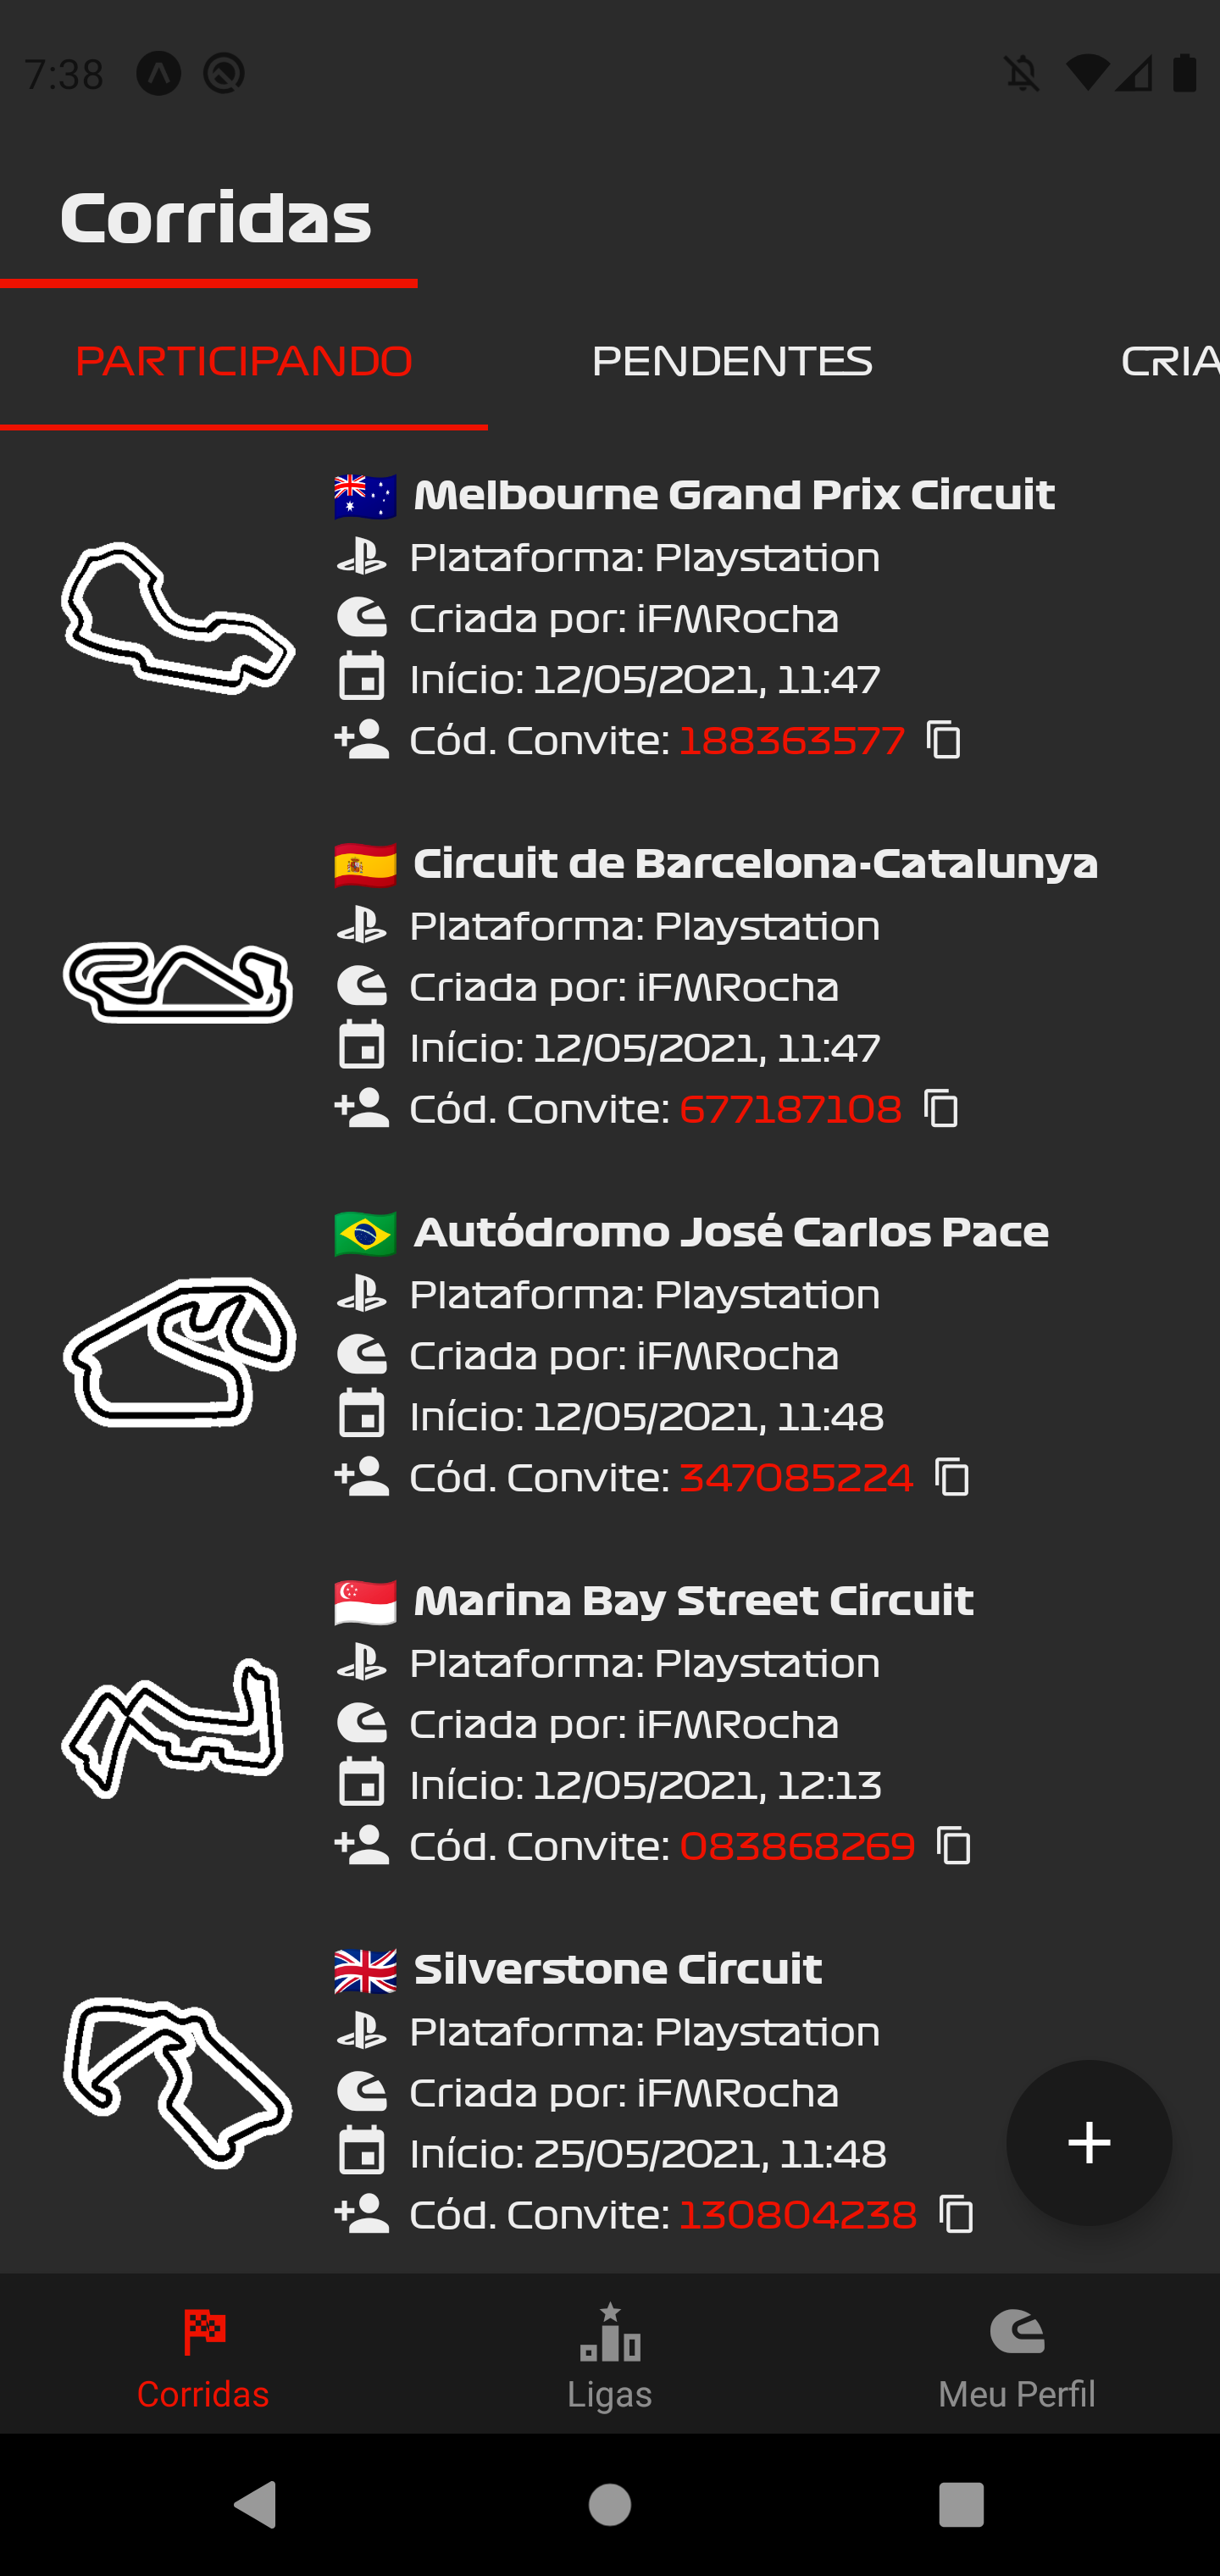 7:38
Corridas
PARTICIPANDO PENDENTES CRIA
Melbourne Grand Prix Circuit
Plataforma: Playstation
Criada por: iFMRocha
Início: 12/05/2021, 11:47
Cód. Convite: 188363577
Circuit de Barcelona-Catalunya
Plataforma: Playstation
Criada por: iFMRocha
Início: 12/05/2021, 11:47
Cód. Convite: 677187108
Autódromo José Carlos Pace
Plataforma: Playstation
Criada por: iFMRocha
Início: 12/05/2021, 11:48
Cód. Convite: 347085224
Marina Bay Street Circuit
Plataforma: Playstation
Criada por: iFMRocha
Início: 12/05/2021, 12:13
Cód. Convite: 083868269
Silverstone Circuit
Plataforma: Playstation
Criada por: iFMRocha
Início: 25/05/2021, 11:48
Cód. Convite: 130804238
Corridas Ligas Meu Perfil